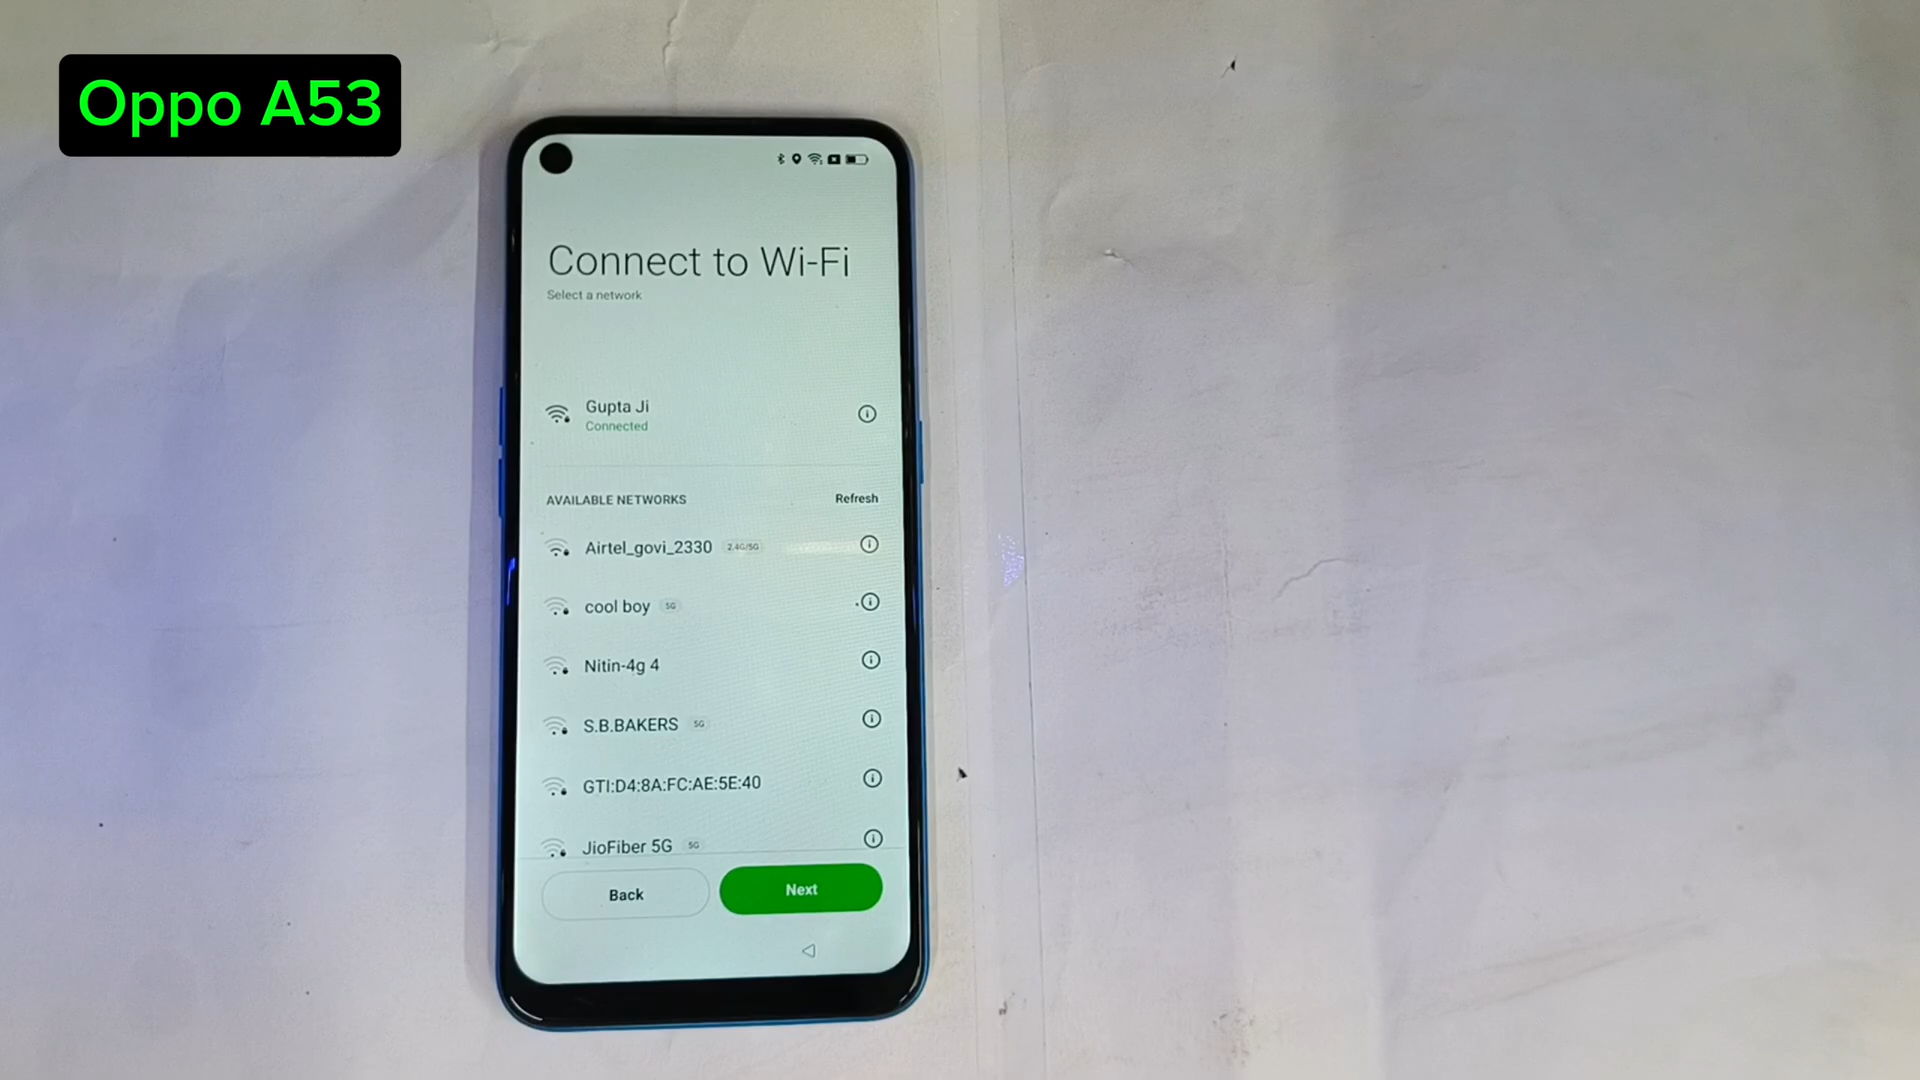 Oppo A53
Connect to Wi-Fi
Select a network
Gupta Ji
Connected
AVAILABLE NETWORKS Refresh
Airtel_govi_2330 2.4G/5G
cool boy 5G
Nitin-4g 4
S.B.BAKERS 5G
GTI:D4:8A:FC:AE:5E:40
JioFiber 5G 5G
Back Next